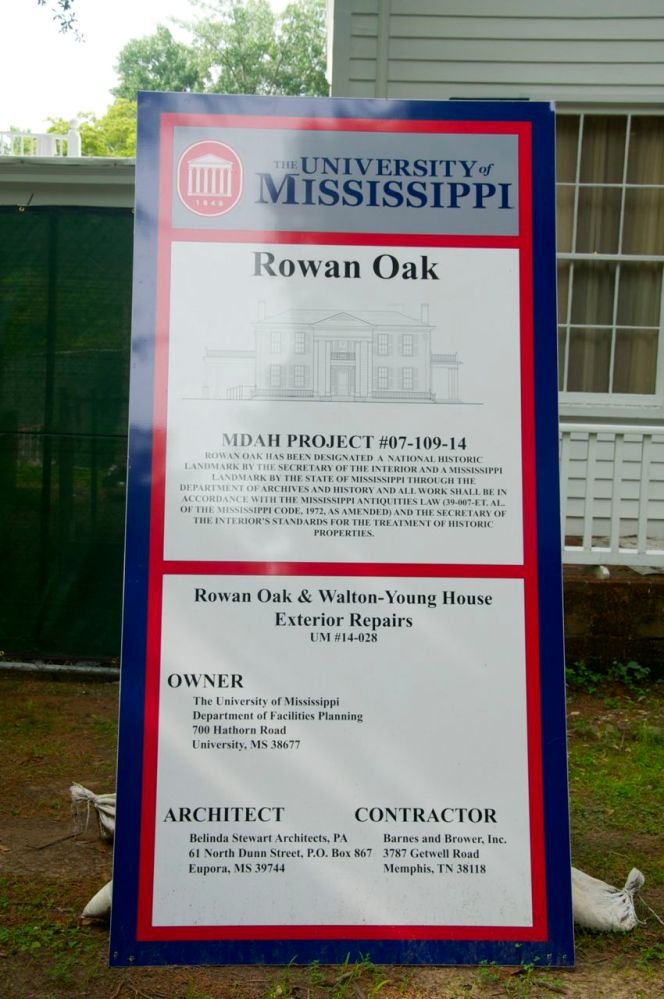 THE UNIVERSITY of
MISSISSIPPI
1848
Rowan Oak
MDAH PROJECT #07-109-14
ROWAN OAK HAS BEEN DESIGNATED A NATIONAL HISTORIC
LANDMARK BY THE SECRETARY OF THE INTERIOR AND A MISSISSIPPI
LANDMARK BY THE STATE OF MISSISSIPPI THROUGH THE
DEPARTMENT OF ARCHIVES AND HISTORY AND ALL WORK SHALL BE IN
ACCORDANCE WITH THE MISSISSIPPI ANTIQUITIES LAW (39-007-ET. AL.
OF THE MISSISSIPPI CODE, 1972, AS AMENDED) AND THE SECRETARY OF
THE INTERIOR'S STANDARDS FOR THE TREATMENT OF HISTORIC
PROPERTIES.
Rowan Oak & Walton-Young House
Exterior Repairs
UM #14-028
OWNER
The University of Mississippi
Department of Facilities Planning
700 Hathorn Road
University, MS 38677
ARCHITECT
Belinda Stewart Architects, PA
61 North Dunn Street, P.O. Box 867
Eupora, MS 39744
CONTRACTOR
Barnes and Brower, Inc.
3787 Getwell Road
Memphis, TN 38118